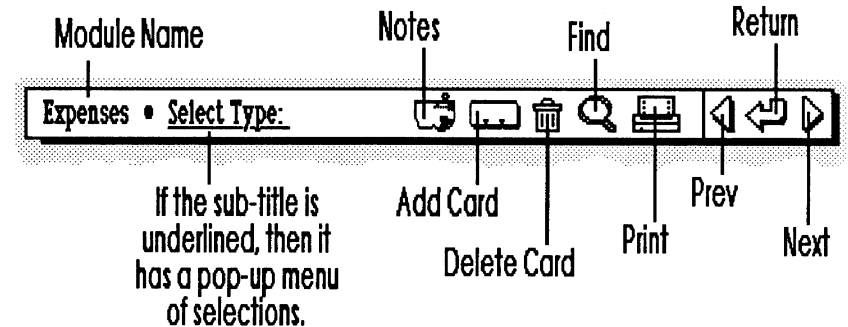 Module Name
Notes
Find
Return
Expenses • Select Type:
If the sub-title is
underlined, then it
has a pop-up menu
of selections.
Add Card
Delete Card
Print
Prev
Next